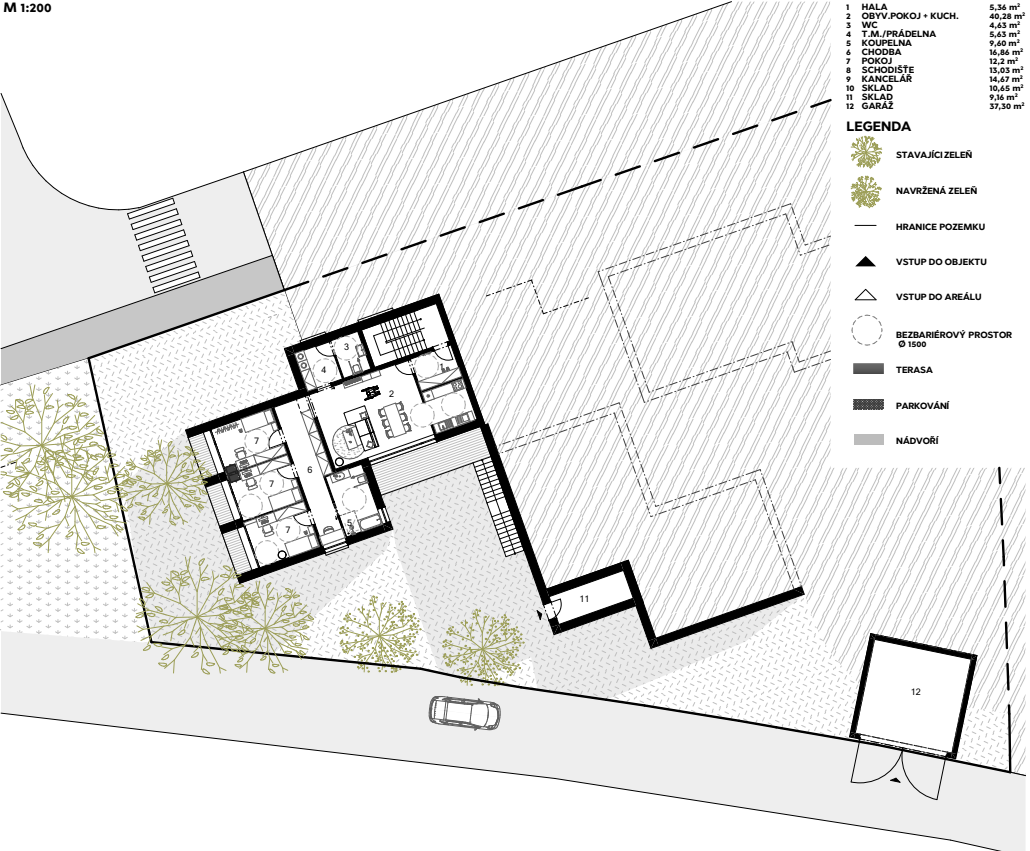 M 1:200
1 HALA 5,36 m²
2 OBYV.POKOJ + KUCH. 40,28 m²
3 WC 4,63 m²
4 T.M./PRÁDELNA 5,63 m²
5 KOUPELNA 9,60 m²
6 CHODBA 16,86 m²
7 POKOJ 12,2 m²
8 SCHODIŠTE 13,03 m²
9 KANCELÁŘ 14,67 m²
10 SKLAD 10,65 m²
11 SKLAD 9,16 m²
12 GARÁŽ 37,30 m²
LEGENDA
STAVAJÍCI ZELEŇ
NAVRŽENÁ ZELEŇ
HRANICE POZEMKU
VSTUP DO OBJEKTU
VSTUP DO AREÁLU
BEZBARIÉROVÝ PROSTOR
Ø 1500
TERASA
PARKOVÁNÍ
NÁDVOŘÍ
3
4
2
7
6
7
7
5
11
12